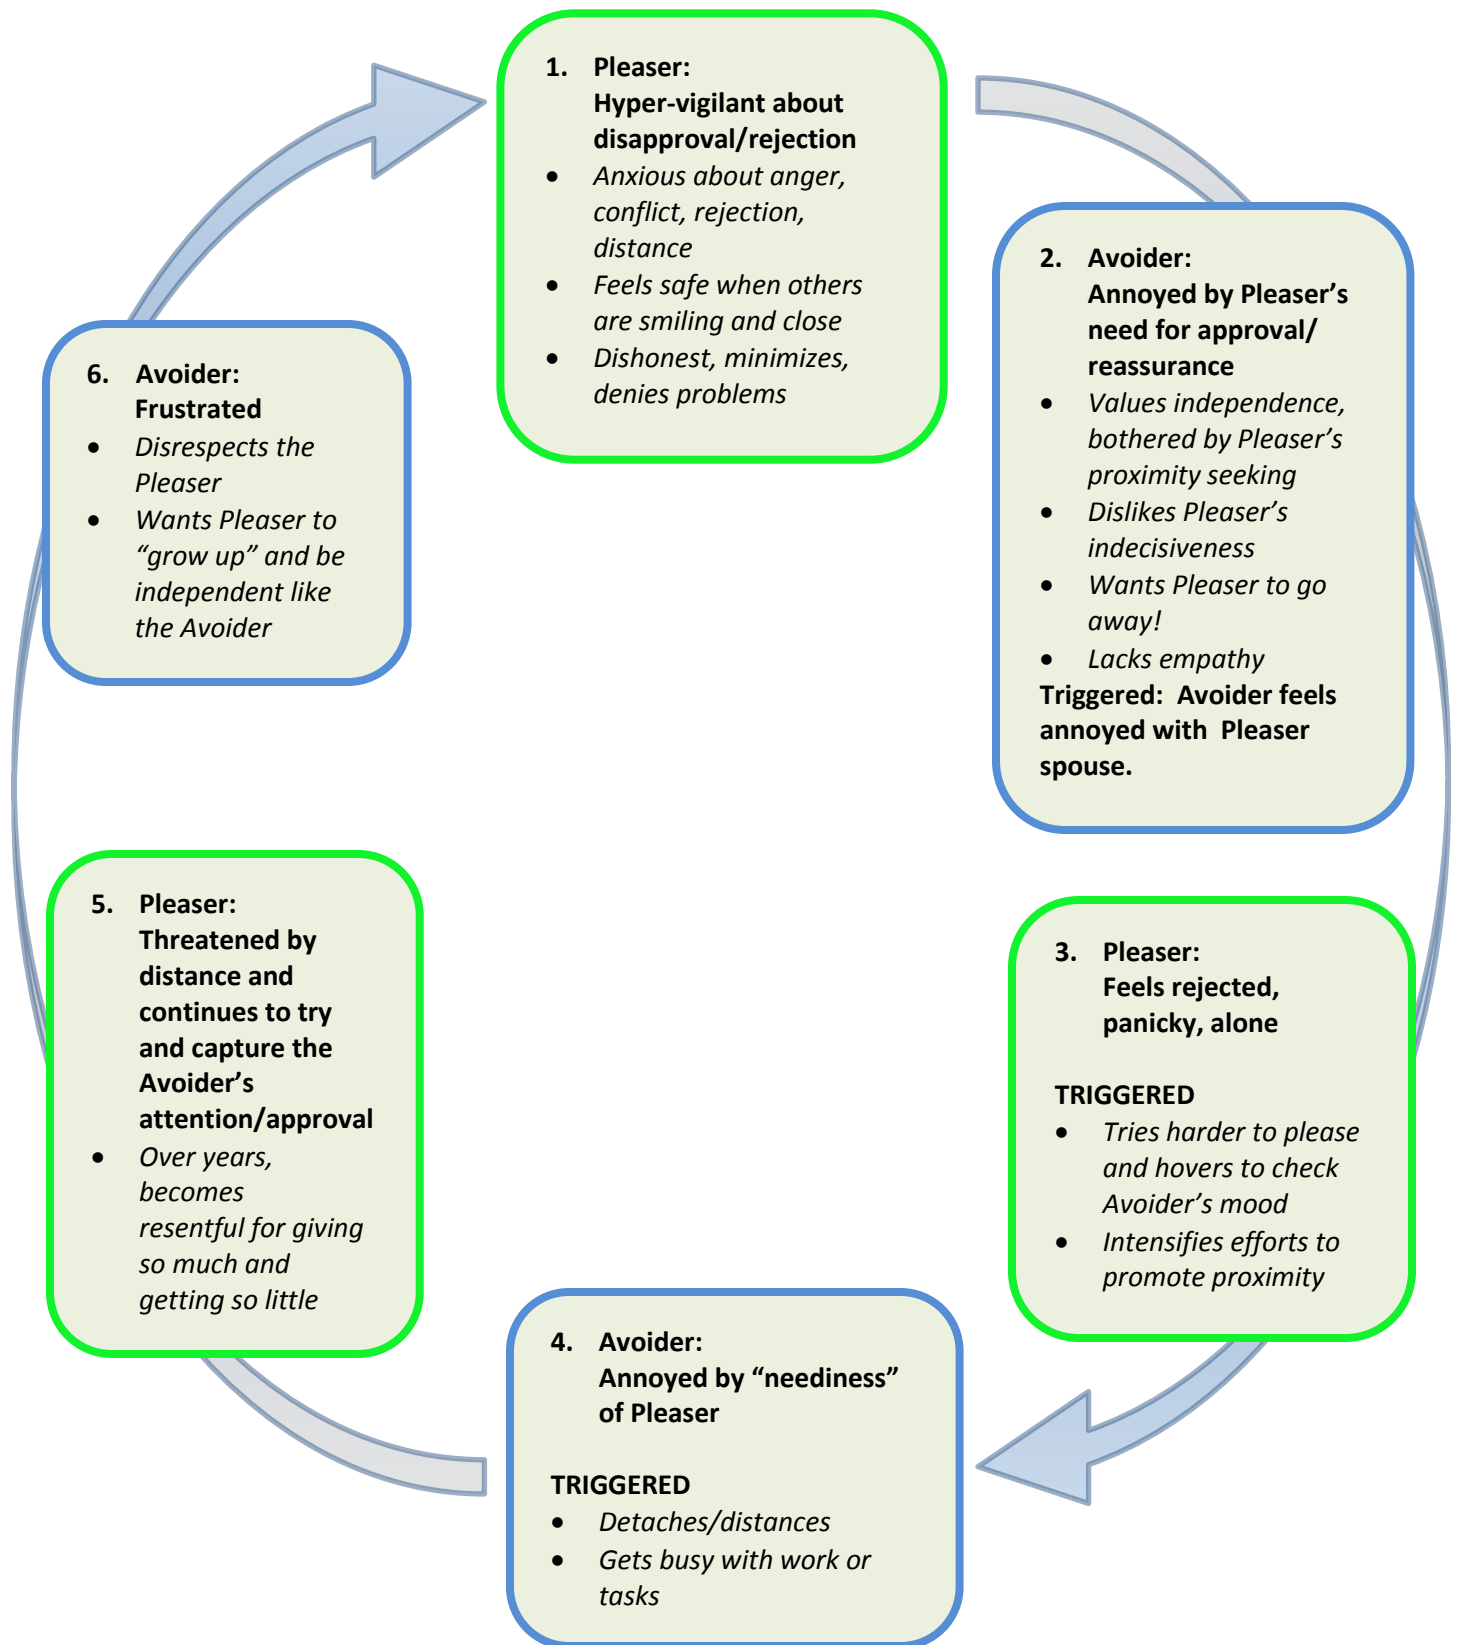 1. Pleaser:
Hyper-vigilant about
disapproval/rejection
• Anxious about anger,
conflict, rejection,
distance
• Feels safe when others
are smiling and close
• Dishonest, minimizes,
denies problems
2. Avoider:
Annoyed by Pleaser’s
need for approval/
reassurance
• Values independence,
bothered by Pleaser’s
proximity seeking
• Dislikes Pleaser’s
indecisiveness
• Wants Pleaser to go
away!
• Lacks empathy
Triggered:  Avoider feels
annoyed with  Pleaser
spouse.
3. Pleaser:
Feels rejected,
panicky, alone
TRIGGERED
• Tries harder to please
and hovers to check
Avoider’s mood
• Intensifies efforts to
promote proximity
4. Avoider:
Annoyed by “neediness”
of Pleaser
TRIGGERED
• Detaches/distances
• Gets busy with work or
tasks
5. Pleaser:
Threatened by
distance and
continues to try
and capture the
Avoider’s
attention/approval
• Over years,
becomes
resentful for giving
so much and
getting so little
6. Avoider:
Frustrated
• Disrespects the
Pleaser
• Wants Pleaser to
“grow up” and be
independent like
the Avoider